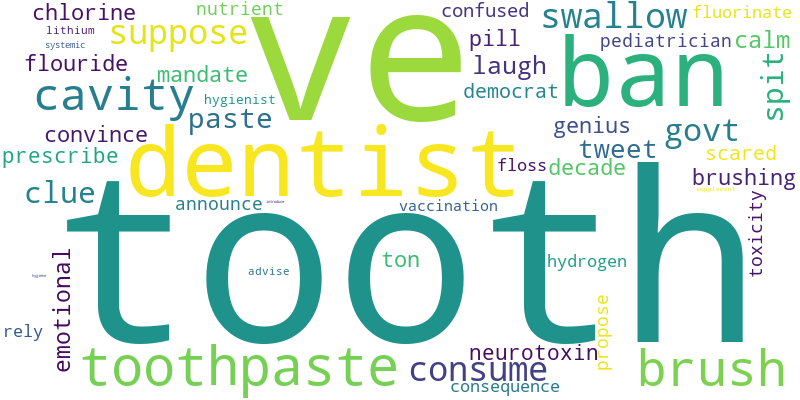 chlorine
nutrient
ve
confused
swallow
fluorinate
lithium
suppose
systemic
pill
ban
pediatrician
calm
flouride
mandate
laugh
spit
cavity
hygienist
democrat
paste
genius
govt
convince
dentist
tweet
prescribe
floss
decade
scared
brushing
clue
announce
vaccination
supplement
tooth
toxicity
emotional
advise
ton
hydrogen
hygiene
rely
propose
toothpaste
consume
neurotoxin
consequence
brush